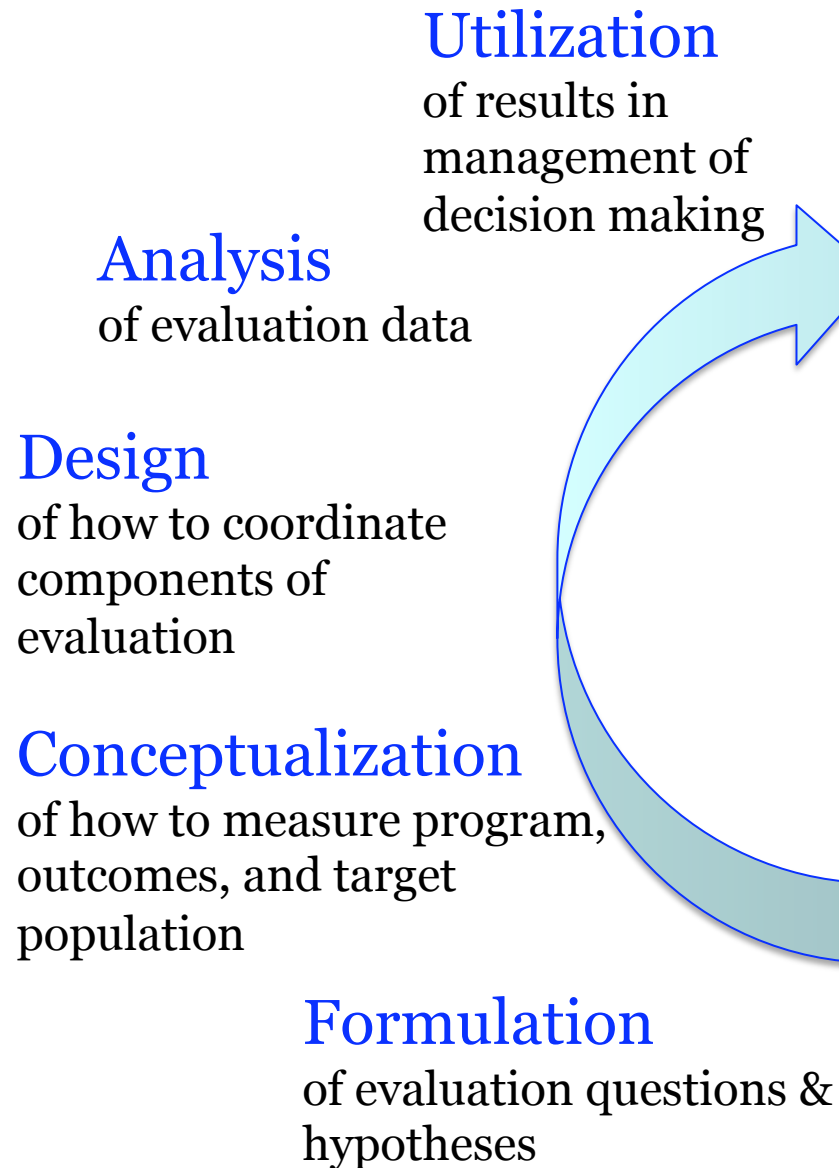 Utilization
of results in
management of
decision making
Analysis
of evaluation data
Design
of how to coordinate
components of
evaluation
Conceptualization
of how to measure program,
outcomes, and target
population
Formulation
of evaluation questions &
hypotheses